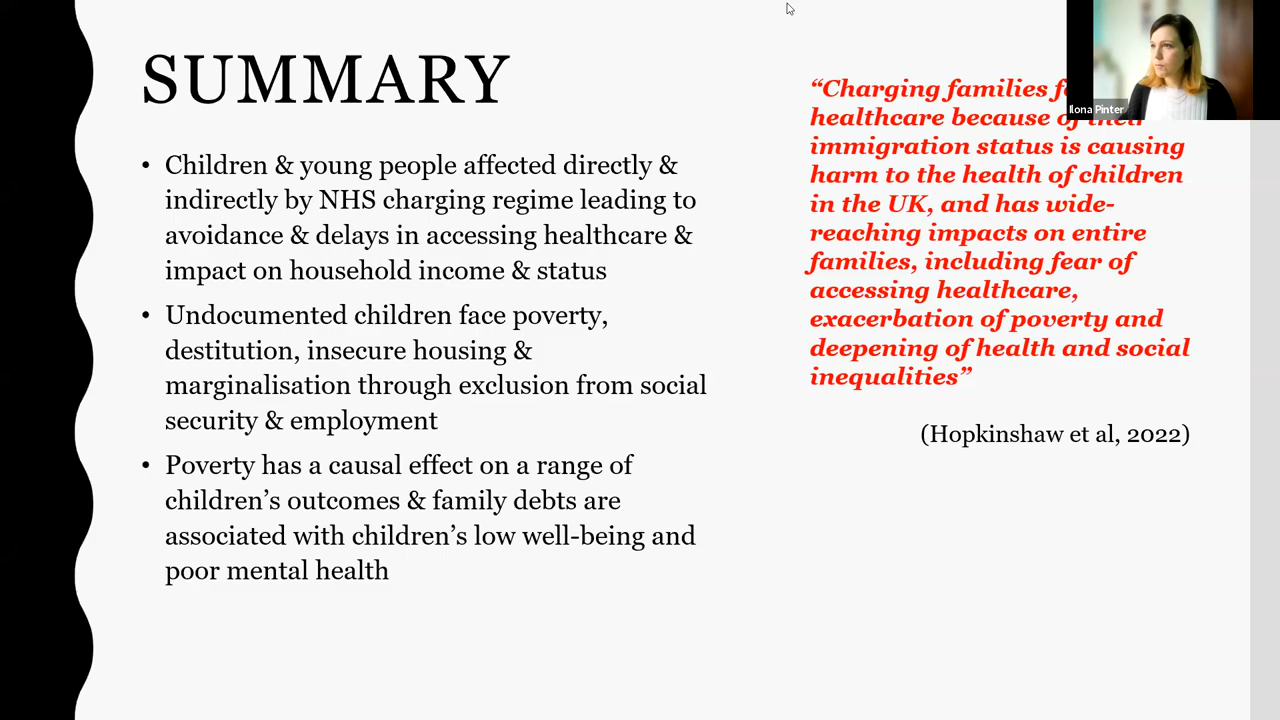 SUMMARY
• Children & young people affected directly &
indirectly by NHS charging regime leading to
avoidance & delays in accessing healthcare &
impact on household income & status
• Undocumented children face poverty,
destitution, insecure housing &
marginalisation through exclusion from social
security & employment
• Poverty has a causal effect on a range of
children’s outcomes & family debts are
associated with children’s low well-being and
poor mental health
“Charging families
healthcare because of their
immigration status is causing
harm to the health of children
in the UK, and has wide-
reaching impacts on entire
families, including fear of
accessing healthcare,
exacerbation of poverty and
deepening of health and social
inequalities”
(Hopkinshaw et al, 2022)
Ilona Pinter